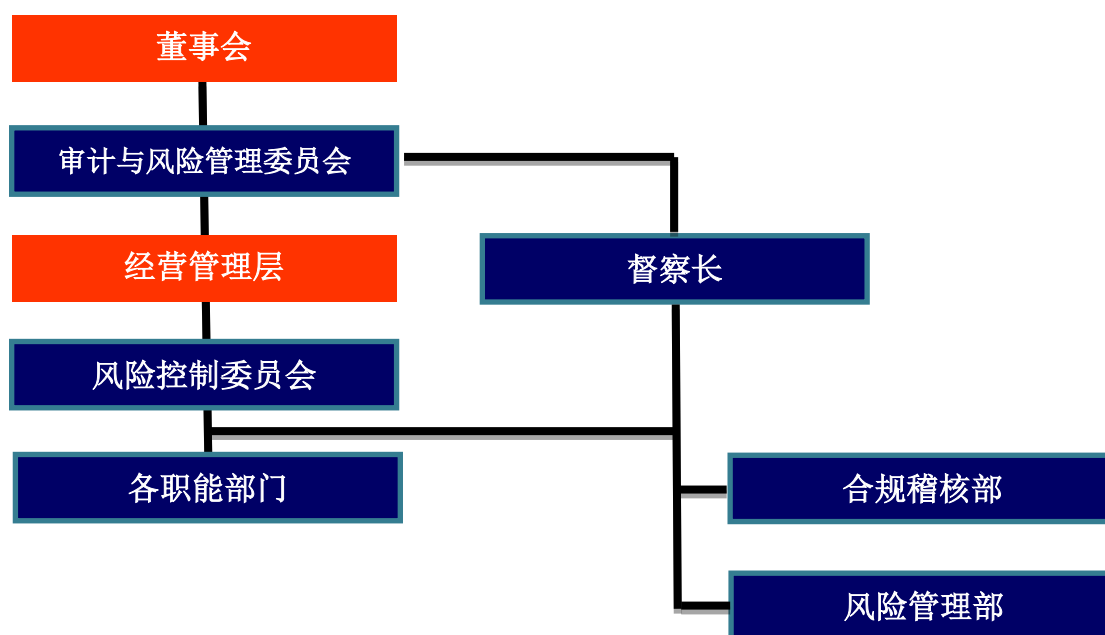 董事会
审计与风险管理委员会
经营管理层
督察长
风险控制委员会
各职能部门
合规稽核部
风险管理部